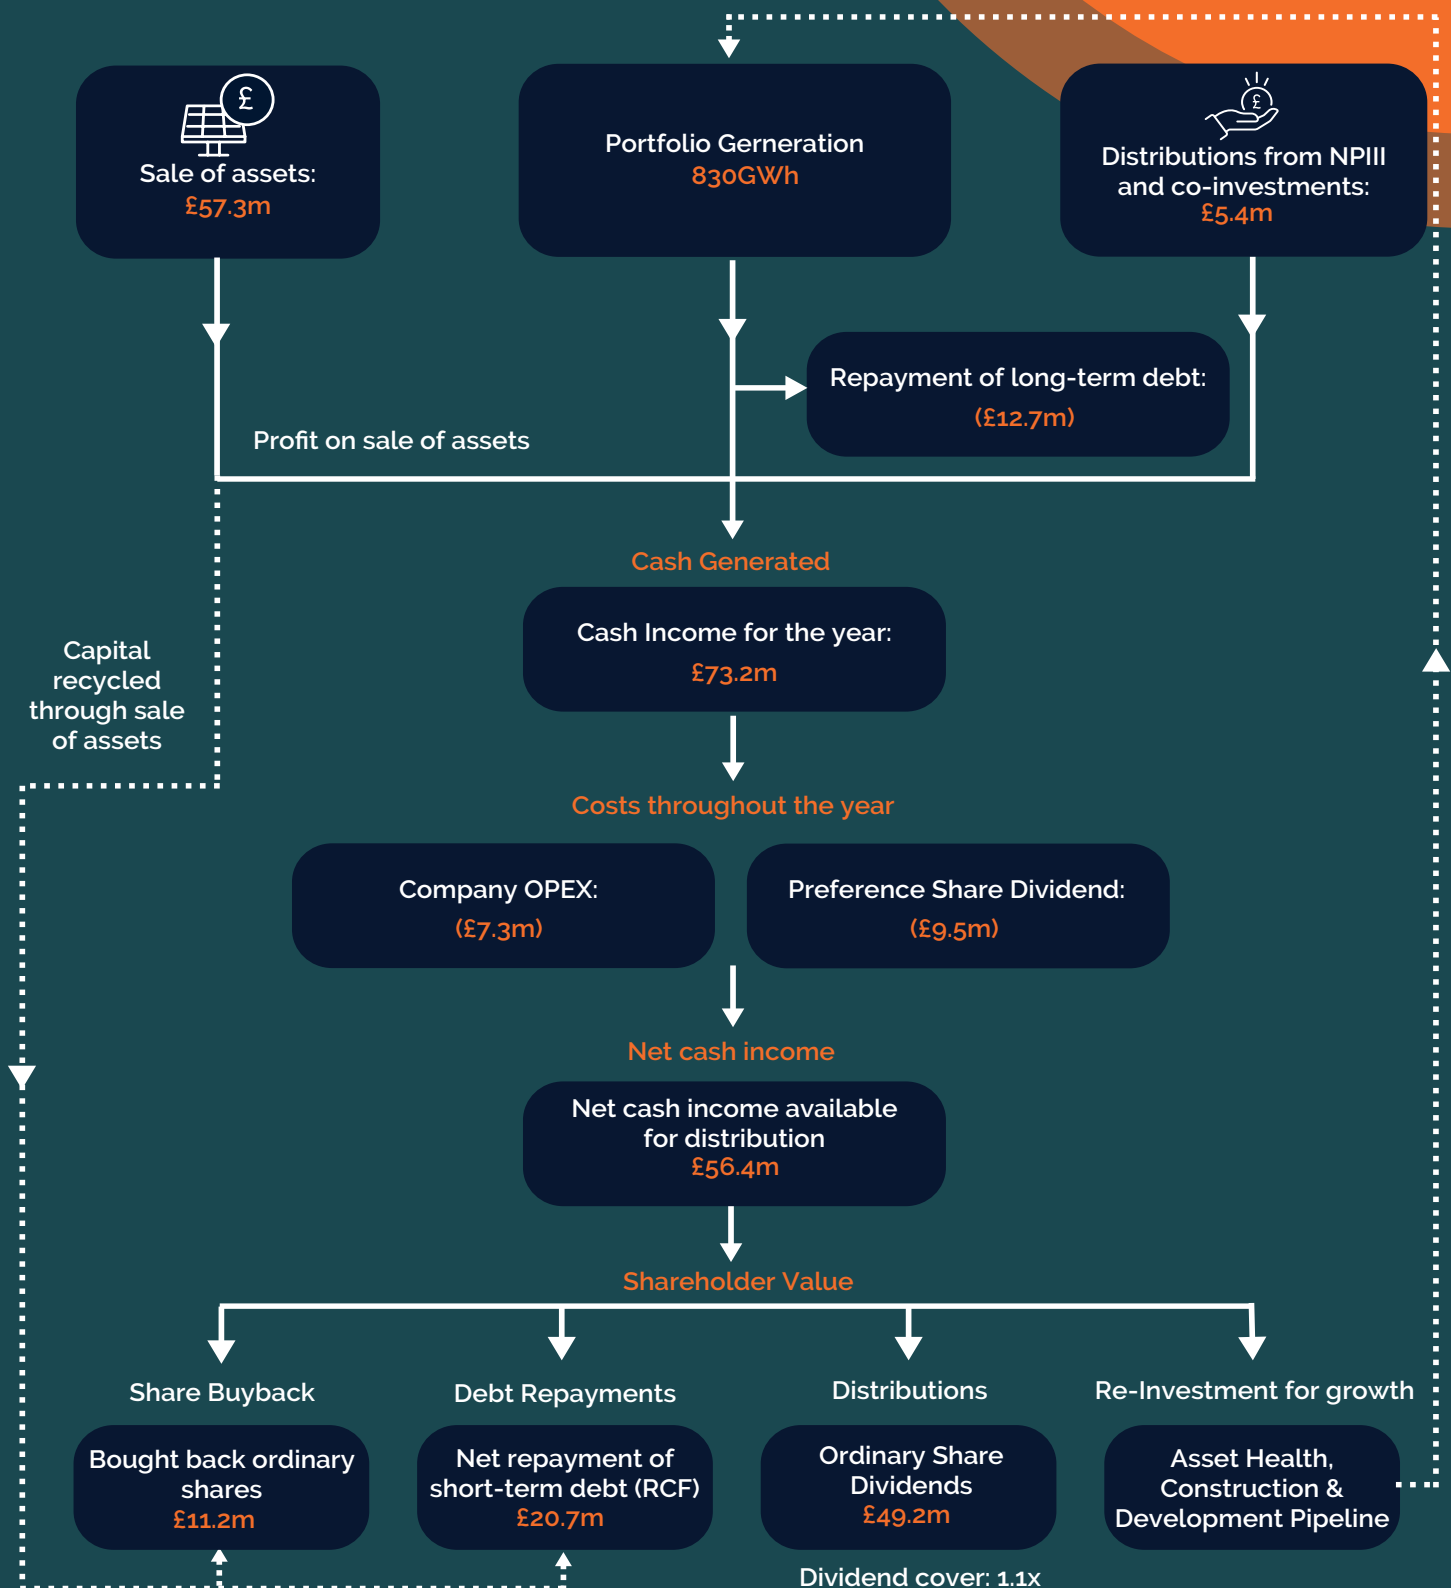 £
Sale of assets:
£57.3m
Portfolio Gerneration
830GWh
£
Distributions from NPIII
and co-investments:
£5.4m
Repayment of long-term debt:
(£12.7m)
Profit on sale of assets
Cash Generated
Cash Income for the year:
£73.2m
Capital
recycled
through sale
of assets
Costs throughout the year
Company OPEX:
(£7.3m)
Preference Share Dividend:
(£9.5m)
Net cash income
Net cash income available
for distribution
£56.4m
Shareholder Value
Share Buyback
Bought back ordinary
shares
£11.2m
Debt Repayments
Net repayment of
short-term debt (RCF)
£20.7m
Distributions
Ordinary Share
Dividends
£49.2m
Dividend cover: 1.1x
Re-Investment for growth
Asset Health,
Construction &
Development Pipeline